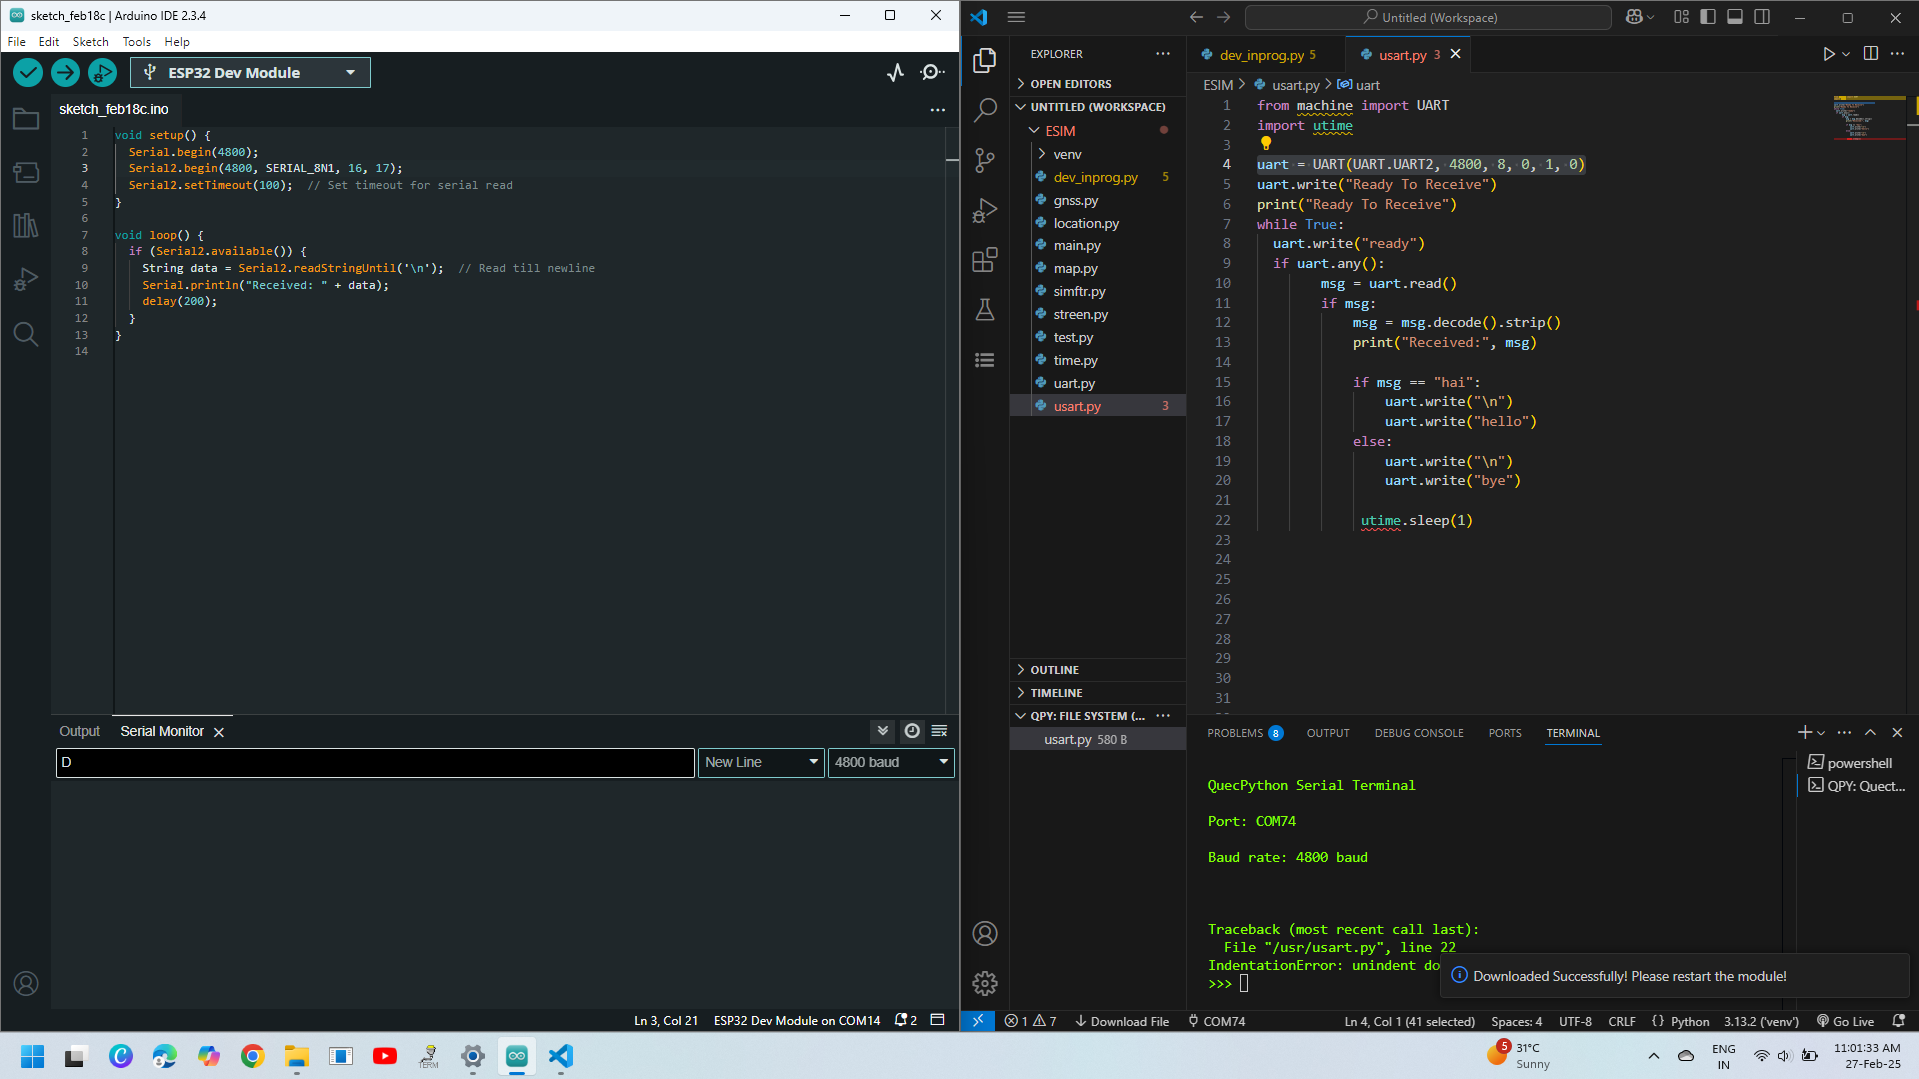 sketch_feb18c | Arduino IDE 2.3.4
File Edit Sketch Tools Help
ESP32 Dev Module
sketch_feb18c.ino
1 void setup() {
2 Serial.begin(4800);
3 Serial2.begin(4800, SERIAL_8N1, 16, 17);
4 Serial2.setTimeout(100);  // Set timeout for serial read
5 }
6
7 void loop() {
8 if (Serial2.available()) {
9 String data = Serial2.readStringUntil('\n');  // Read till newline
10 Serial.println("Received: " + data);
11 delay(200);
12 }
13 }
14
Output Serial Monitor
D
New Line
4800 baud
Ln 3, Col 21 ESP32 Dev Module on COM14 2
Untitled (Workspace)
EXPLORER
OPEN EDITORS
UNTITLED (WORKSPACE)
ESIM
venv
dev_inprog.py 5
gnss.py
location.py
main.py
map.py
simftr.py
streen.py
test.py
time.py
uart.py
usart.py 3
OUTLINE
TIMELINE
QPY: FILE SYSTEM (...
usart.py 580 B
dev_inprog.py 5 usart.py 3
ESIM > usart.py > uart
1 from machine import UART
2 import utime
3
4 uart = UART(UART.UART2, 4800, 8, 0, 1, 0)
5 uart.write("Ready To Receive")
6 print("Ready To Receive")
7 while True:
8 uart.write("ready")
9 if uart.any():
10 msg = uart.read()
11 if msg:
12 msg = msg.decode().strip()
13 print("Received:", msg)
14
15 if msg == "hai":
16 uart.write("\n")
17 uart.write("hello")
18 else:
19 uart.write("\n")
20 uart.write("bye")
21
22 utime.sleep(1)
23
24
25
26
27
28
29
30
31
PROBLEMS 8 OUTPUT DEBUG CONSOLE PORTS TERMINAL
powershell
QPY: Quect...
QuecPython Serial Terminal
Port: COM74
Baud rate: 4800 baud
Traceback (most recent call last):
File "/usr/usart.py", line 22
IndentationError: unindent do
>>>
Downloaded Successfully! Please restart the module!
1 7 Download File COM74 Ln 4, Col 1 (41 selected) Spaces: 4 UTF-8 CRLF {} Python 3.13.2 ('venv') Go Live
TERM
5
31°C
Sunny
ENG
IN
11:01:33 AM
27-Feb-25